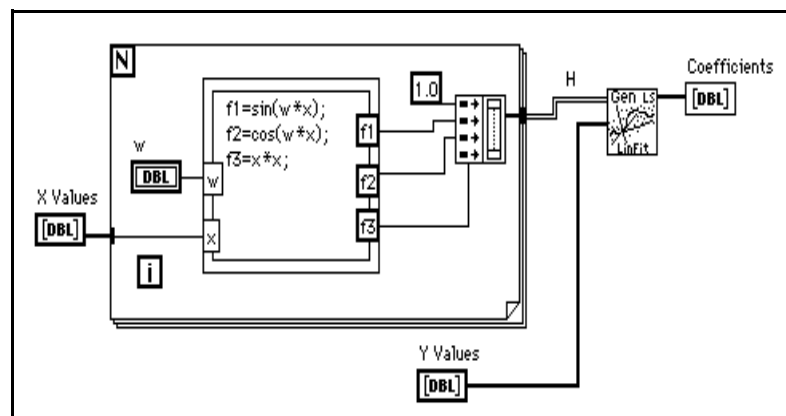 N
f1=sin(w*x);
f2=cos(w*x);
f3=x*x;
f1
f2
f3
w
DBL
w
X Values
[DBL]
x
i
1.0
H
Gen LS
LinFit
Coefficients
[DBL]
Y Values
[DBL]